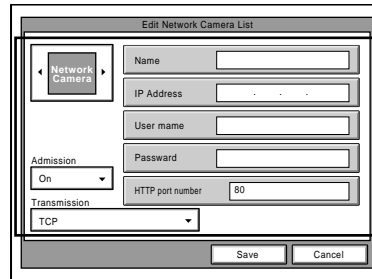 Edit Network Camera List
Network
Camera
Name
IP Address . . .
User mame
Password
HTTP port number 80
Admission
On
Transmission
TCP
Save Cancel